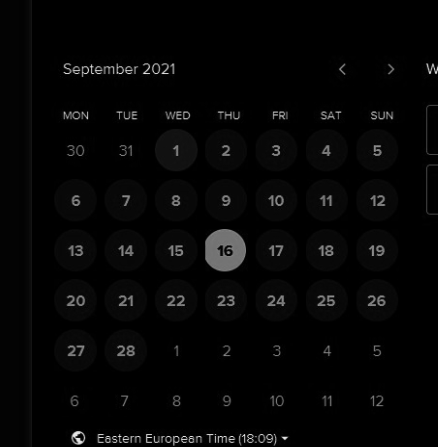 September 2021
W
MON TUE WED THU FRI SAT SUN
30 31 1 2 3 4 5
6 7 8 9 10 11 12
13 14 15 16 17 18 19
20 21 22 23 24 25 26
27 28 1 2 3 4 5
6 7 8 9 10 11 12
Eastern European Time (18:09)